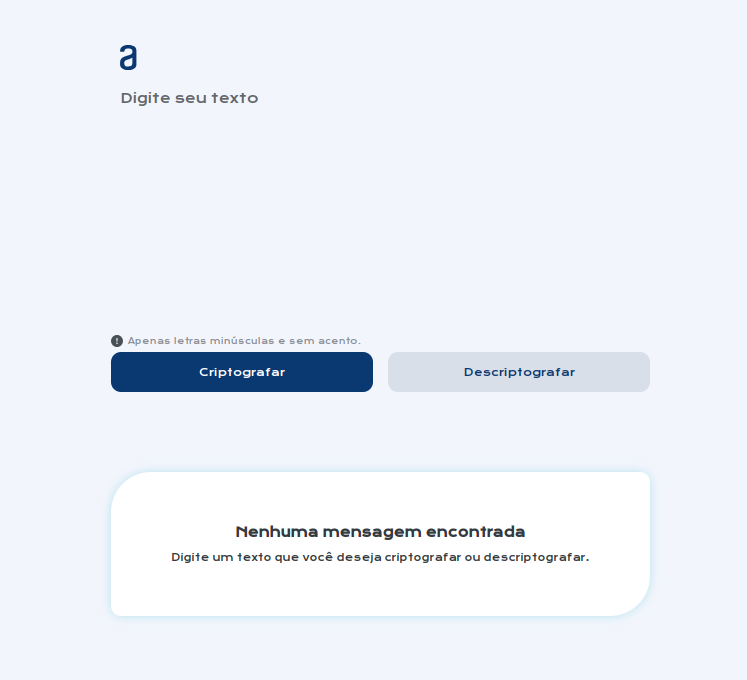 a
Digite seu texto
Apenas letras minúsculas e sem acento.
Criptografar
Descriptografar
Nenhuma mensagem encontrada
Digite um texto que você deseja criptografar ou descriptografar.